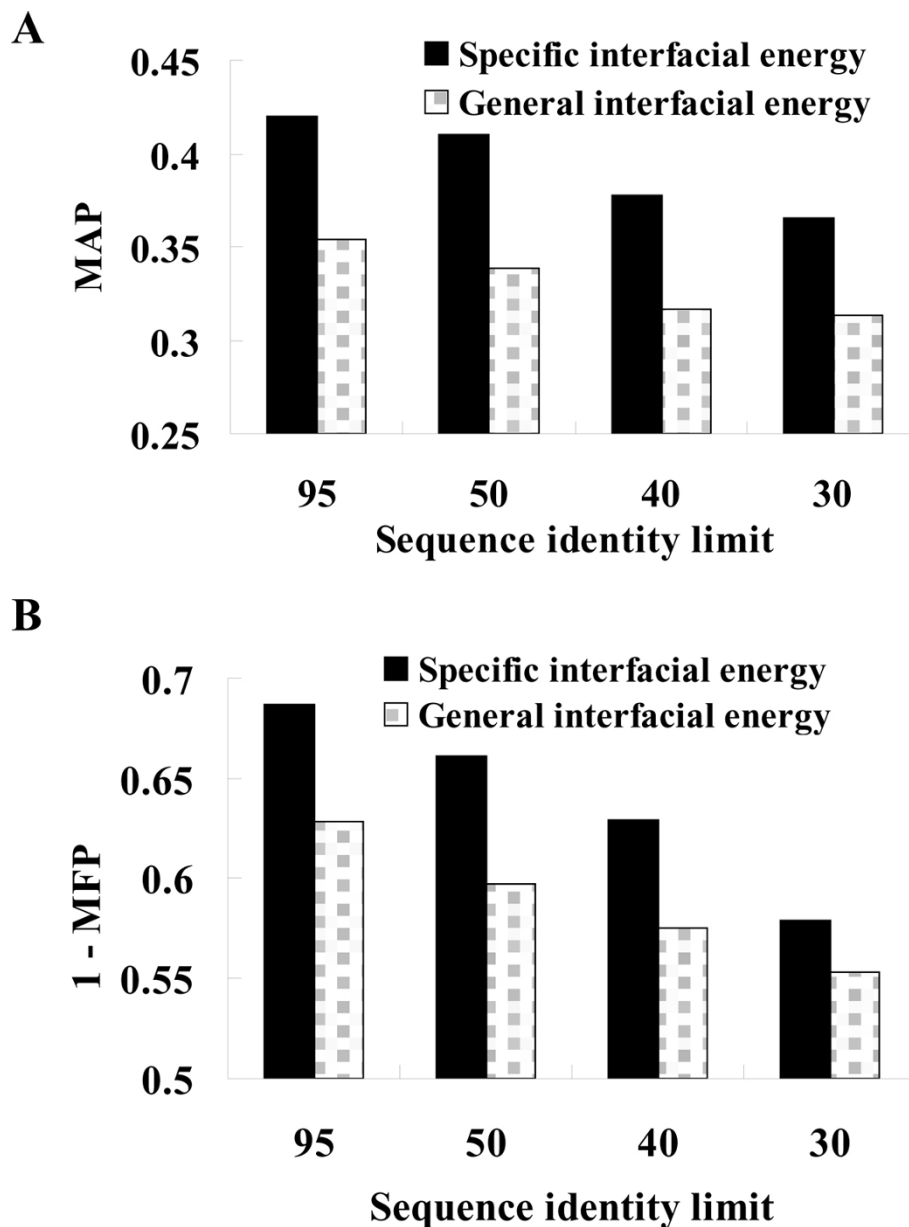 A
0.45
0.4
0.35
0.3
0.25
MAP
Specific interfacial energy
General interfacial energy
95 50 40 30
Sequence identity limit
B
0.7
0.65
0.6
0.55
0.5
1 - MFP
Specific interfacial energy
General interfacial energy
95 50 40 30
Sequence identity limit